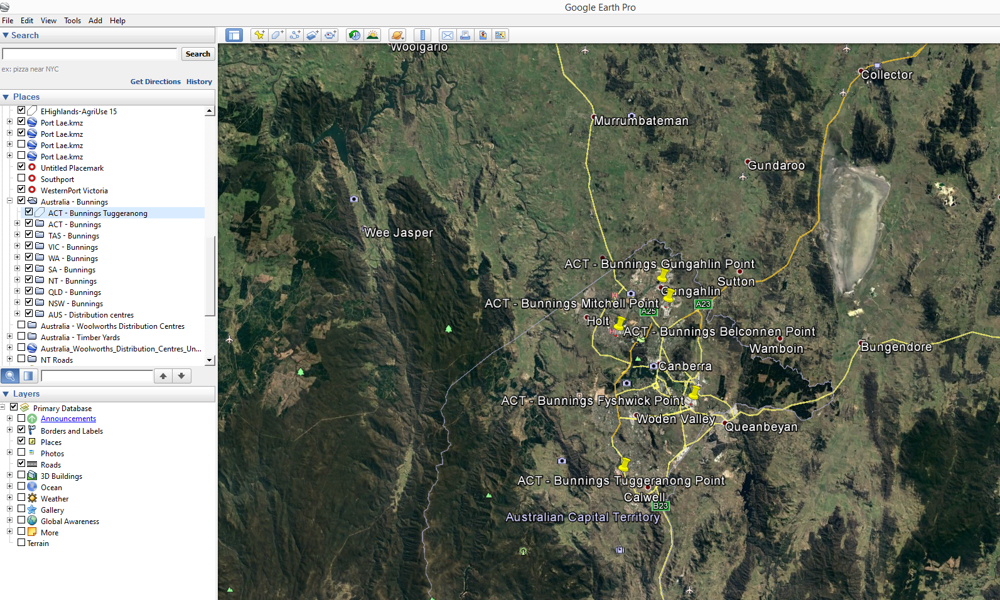 Google Earth Pro
File Edit View Tools Add Help
Search
Search
ex: pizza near NYC
Get Directions History
Places
EHighlands-AgriUse 15
Port Lae.kmz
Port Lae.kmz
Port Lae.kmz
Port Lae.kmz
Untitled Placemark
Southport
WesternPort Victoria
Australia - Bunnings
ACT - Bunnings Tuggeranong
ACT - Bunnings
TAS - Bunnings
VIC - Bunnings
WA - Bunnings
SA - Bunnings
NT - Bunnings
QLD - Bunnings
NSW - Bunnings
AUS - Distribution centres
Australia - Woolworths Distribution Centres
Australia - Timber Yards
Australia_Woolworths_Distribution_Centres_Un...
NT Roads
Layers
Primary Database
Announcements
Borders and Labels
Places
Photos
Roads
3D Buildings
Ocean
Weather
Gallery
Global Awareness
More
Terrain
Woolgarlo
Collector
Murrumbateman
Gundaroo
Wee Jasper
ACT - Bunnings Gungahlin Point
Sutton
Gungahlin
ACT - Bunnings Mitchell Point
A23
A25
Holt
ACT - Bunnings Belconnen Point
Wamboin
Bungendore
Canberra
ACT - Bunnings Fyshwick Point
Woden Valley
Queanbeyan
ACT - Bunnings Tuggeranong Point
Calwell
B23
Australian Capital Territory